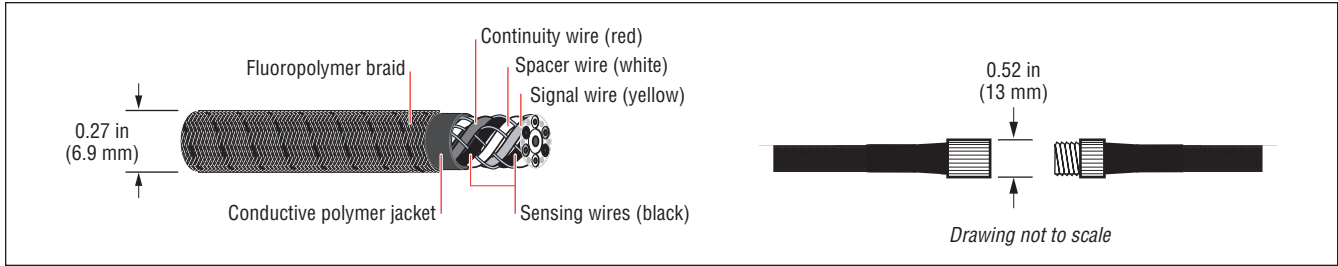 Continuity wire (red)
Fluoropolymer braid
Spacer wire (white)
Signal wire (yellow)
0.27 in
(6.9 mm)
Conductive polymer jacket
Sensing wires (black)
0.52 in
(13 mm)
Drawing not to scale